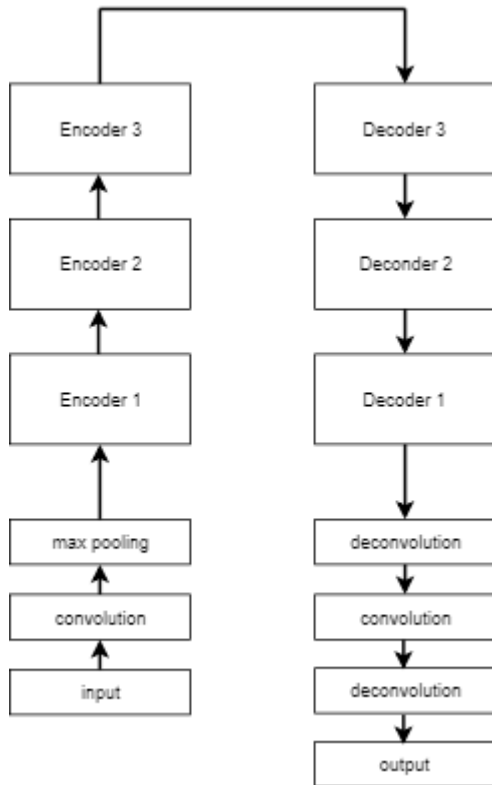 Encoder 3
Encoder 2
Encoder 1
max pooling
convolution
input
Decoder 3
Deconder 2
Decoder 1
deconvolution
convolution
deconvolution
output